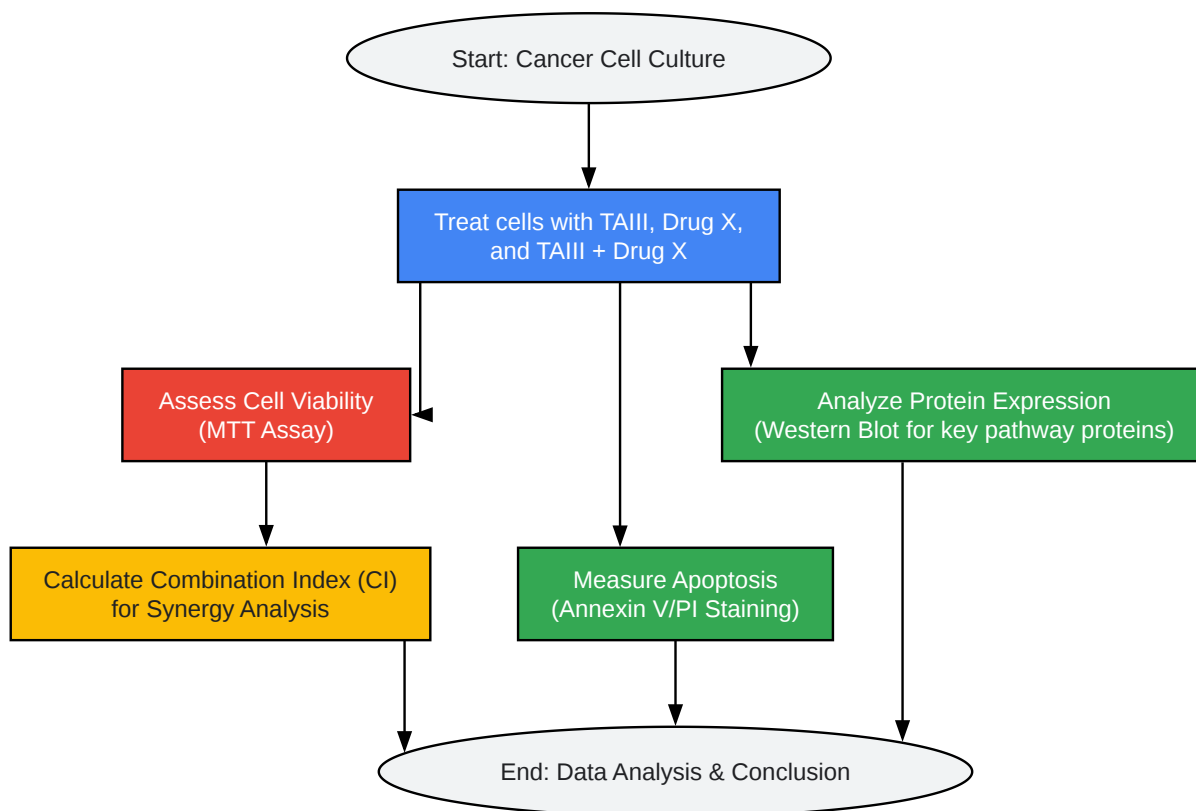 Start: Cancer Cell Culture
Treat cells with TAIII, Drug X,
and TAIII + Drug X
Assess Cell Viability
(MTT Assay)
Analyze Protein Expression
(Western Blot for key pathway proteins)
Calculate Combination Index (CI)
for Synergy Analysis
Measure Apoptosis
(Annexin V/PI Staining)
End: Data Analysis & Conclusion